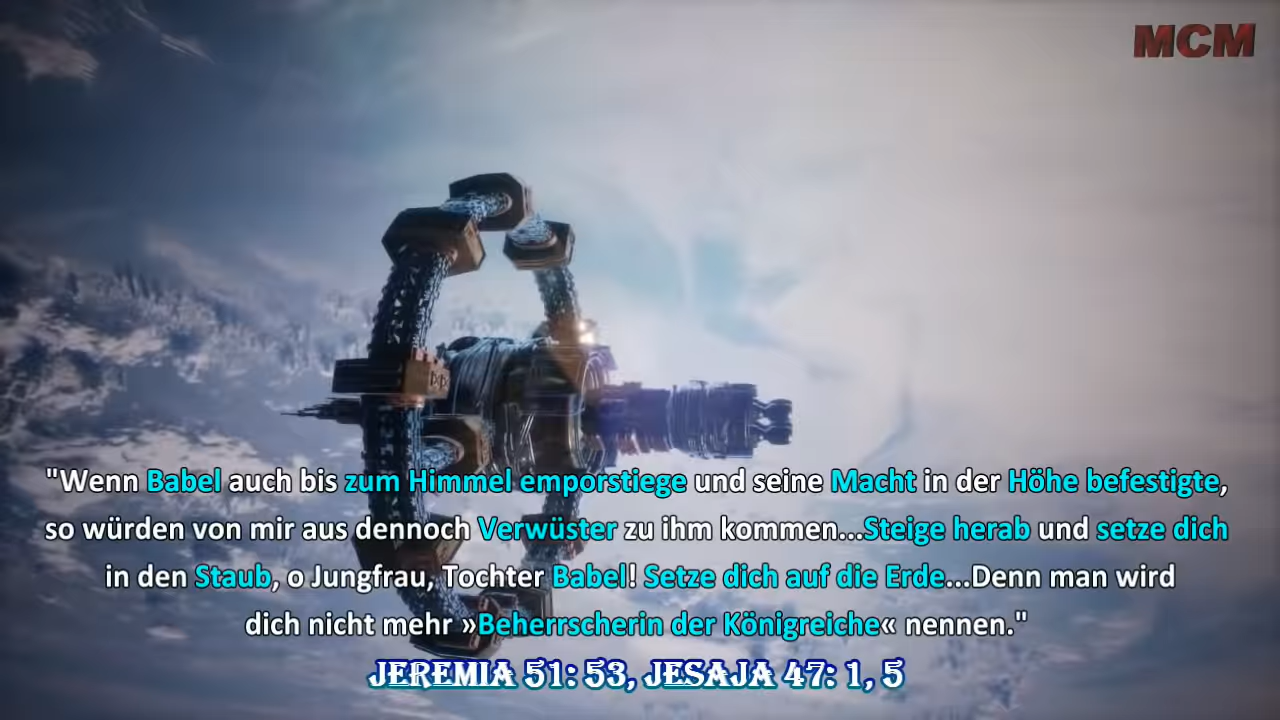 MCM
"Wenn Babel auch bis zum Himmel emporstiege und seine Macht in der Höhe befestigte,
so würden von mir aus dennoch Verwüster zu ihm kommen...Steige herab und setze dich
in den Staub, o Jungfrau, Tochter Babel! Setze dich auf die Erde...Denn man wird
dich nicht mehr »Beherrscherin der Königreiche« nennen."
JEREMIA 51: 53, JESAJA 47: 1, 5